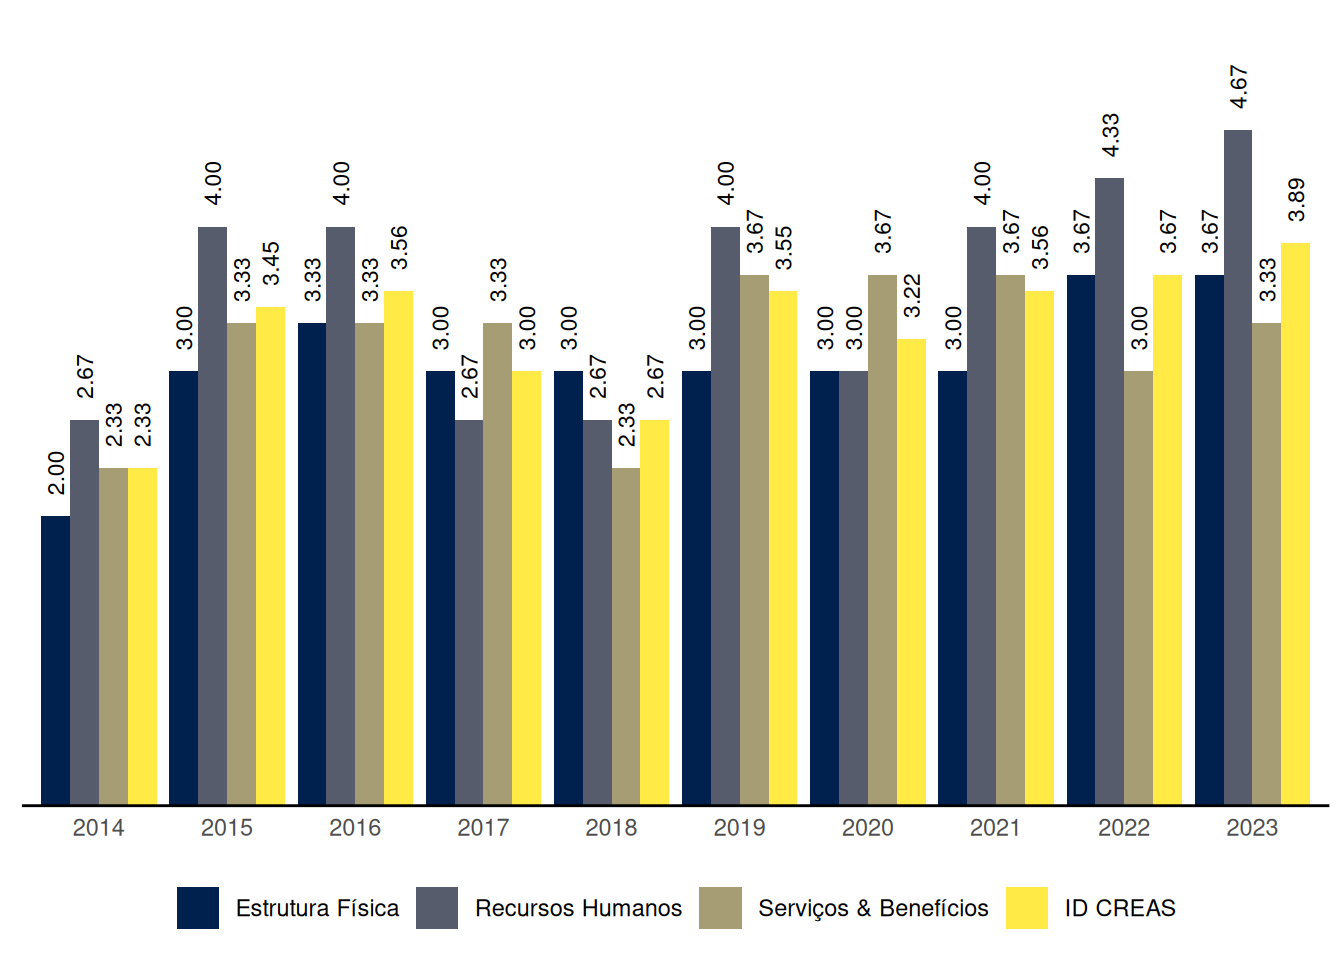 2.00 2.67 2.33 2.33
3.00 4.00 3.33 3.45
3.33 4.00 3.33 3.56
3.00 2.67 3.33 3.00
3.00 2.67 2.33 2.67
3.00 4.00 3.67 3.55
3.00 3.00 3.67 3.22
3.00 4.00 3.67 3.56
3.67 4.33 3.00 3.67
3.67 4.67 3.33 3.89
2014 2015 2016 2017 2018 2019 2020 2021 2022 2023
Estrutura Física Recursos Humanos Serviços & Benefícios ID CREAS